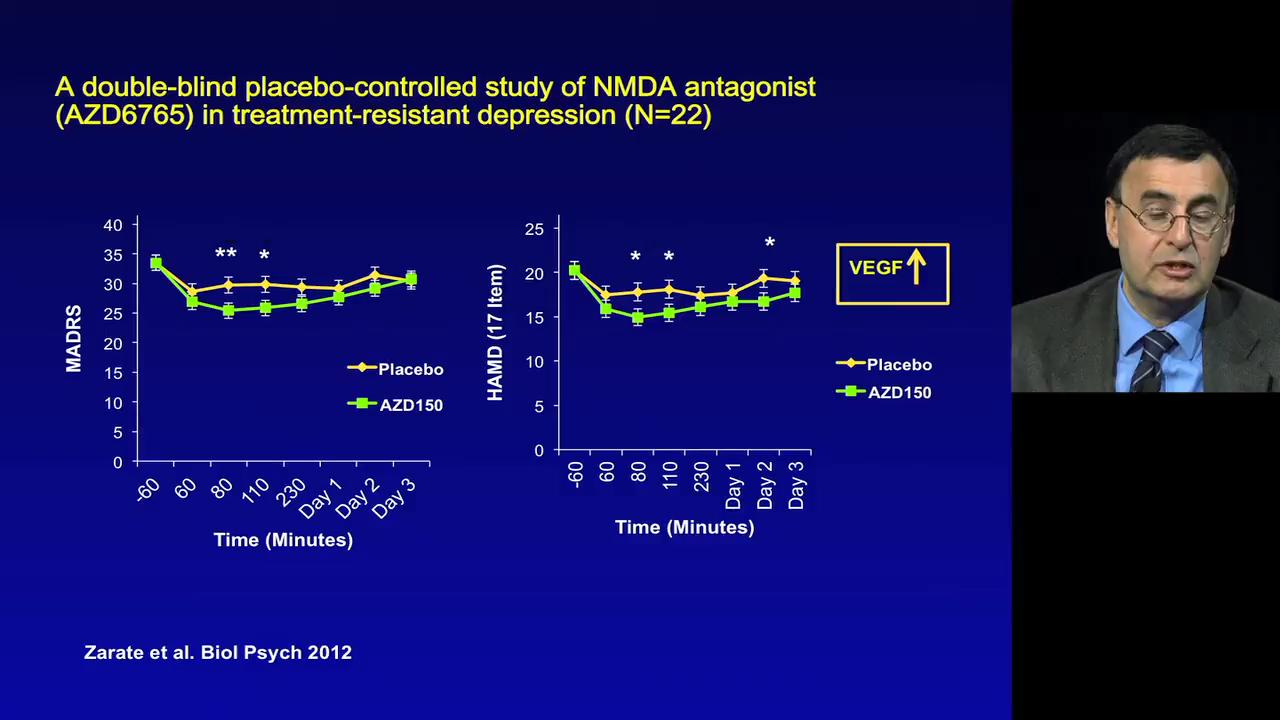 A double-blind placebo-controlled study of NMDA antagonist
(AZD6765) in treatment-resistant depression (N=22)
MADRS
40
35
30
25
20
15
10
5
0
** *
Placebo
AZD150
-60 60 80 110 230 Day 1 Day 2 Day 3
Time (Minutes)
HAMD (17 Item)
25
20
15
10
5
0
* * *
-60 60 80 110 230 Day 1 Day 2 Day 3
Time (Minutes)
VEGF
Placebo
AZD150
Zarate et al. Biol Psych 2012